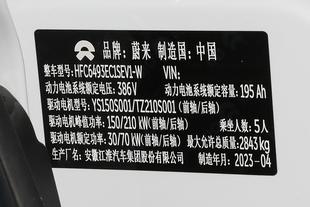 品牌：蔚来 制造国：中国
整车型号：HFC6493EC1SEV1-W VIN：
动力电池系统额定电压：386V 动力电池系统额定容量：195Ah
驱动电机型号：YS150S001/TZ210S001（前轴/后轴）
驱动电机峰值功率：150/210 kW（前轴/后轴） 乘坐人数：5人
驱动电机额定功率：30/70 kW（前轴/后轴） 最大允许总质量：2843kg
生产厂名：安徽江淮汽车集团股份有限公司 制造年月：2023-04